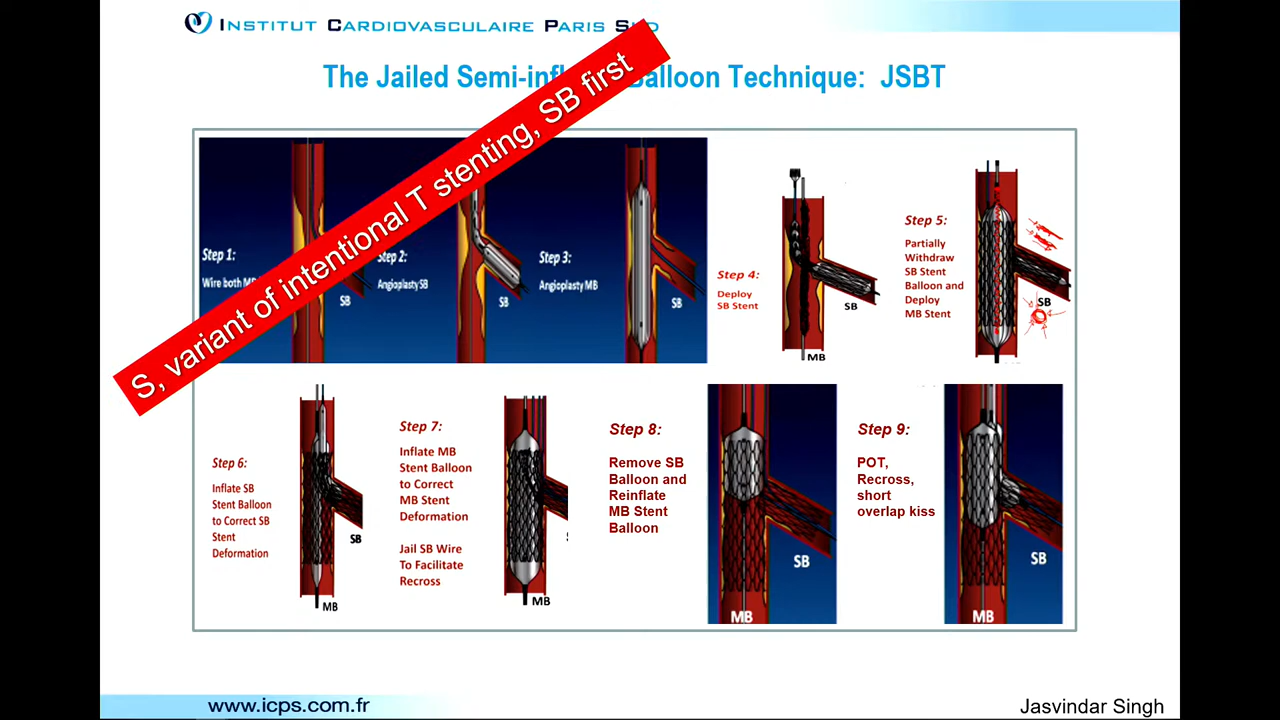 INSTITUT CARDIOVASCULAIRE PARIS SUD
The Jailed Semi-inf Balloon Technique: JSBT
S, variant of intentional T stenting, SB first
Step 1:
Wire both
SB
Step 2:
Angioplasty SB
SB
Step 3:
Angioplasty MB
SB
Step 4:
Deploy
SB Stent
SB
MB
Step 5:
Partially
Withdraw
SB Stent
Balloon and
Deploy
MB Stent
SB
Step 6:
Inflate SB
Stent Balloon
to Correct SB
Stent
Deformation
SB
MB
Step 7:
Inflate MB
Stent Balloon
to Correct
MB Stent
Deformation
Jail SB Wire
To Facilitate
Recross
MB
Step 8:
Remove SB
Balloon and
Reinflate
MB Stent
Balloon
SB
MB
Step 9:
POT,
Recross,
short
overlap kiss
SB
MB
www.icps.com.fr
Jasvindar Singh